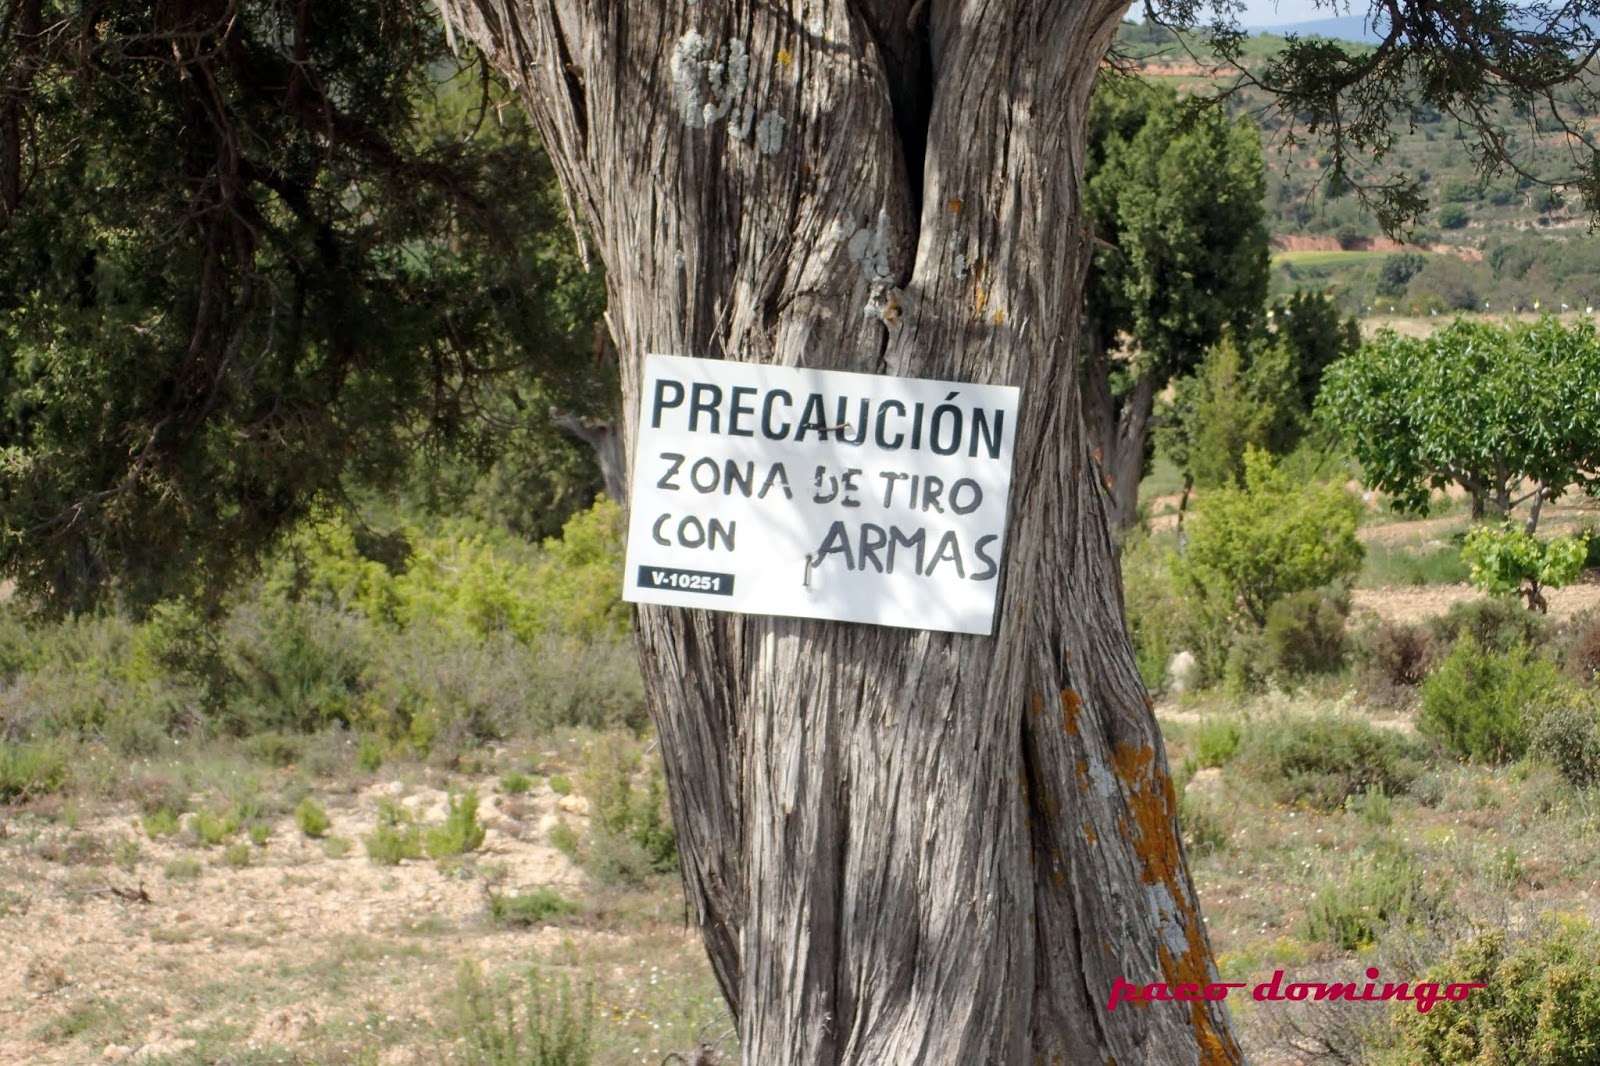 PRECAUCIÓN
ZONA DE TIRO
CON ARMAS
V-10251
paco domingo